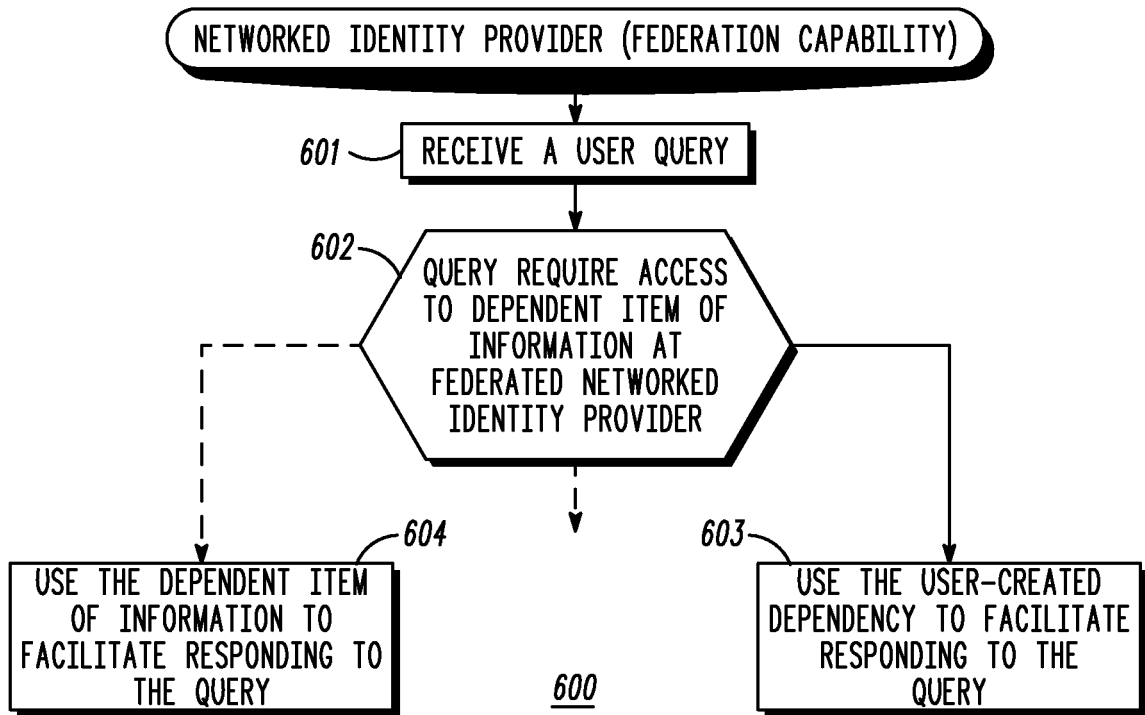 NETWORKED IDENTITY PROVIDER (FEDERATION CAPABILITY)
601
RECEIVE A USER QUERY
602
QUERY REQUIRE ACCESS
TO DEPENDENT ITEM OF
INFORMATION AT
FEDERATED NETWORKED
IDENTITY PROVIDER
604
USE THE DEPENDENT ITEM
OF INFORMATION TO
FACILITATE RESPONDING TO
THE QUERY
603
USE THE USER-CREATED
DEPENDENCY TO FACILITATE
RESPONDING TO THE
QUERY
600